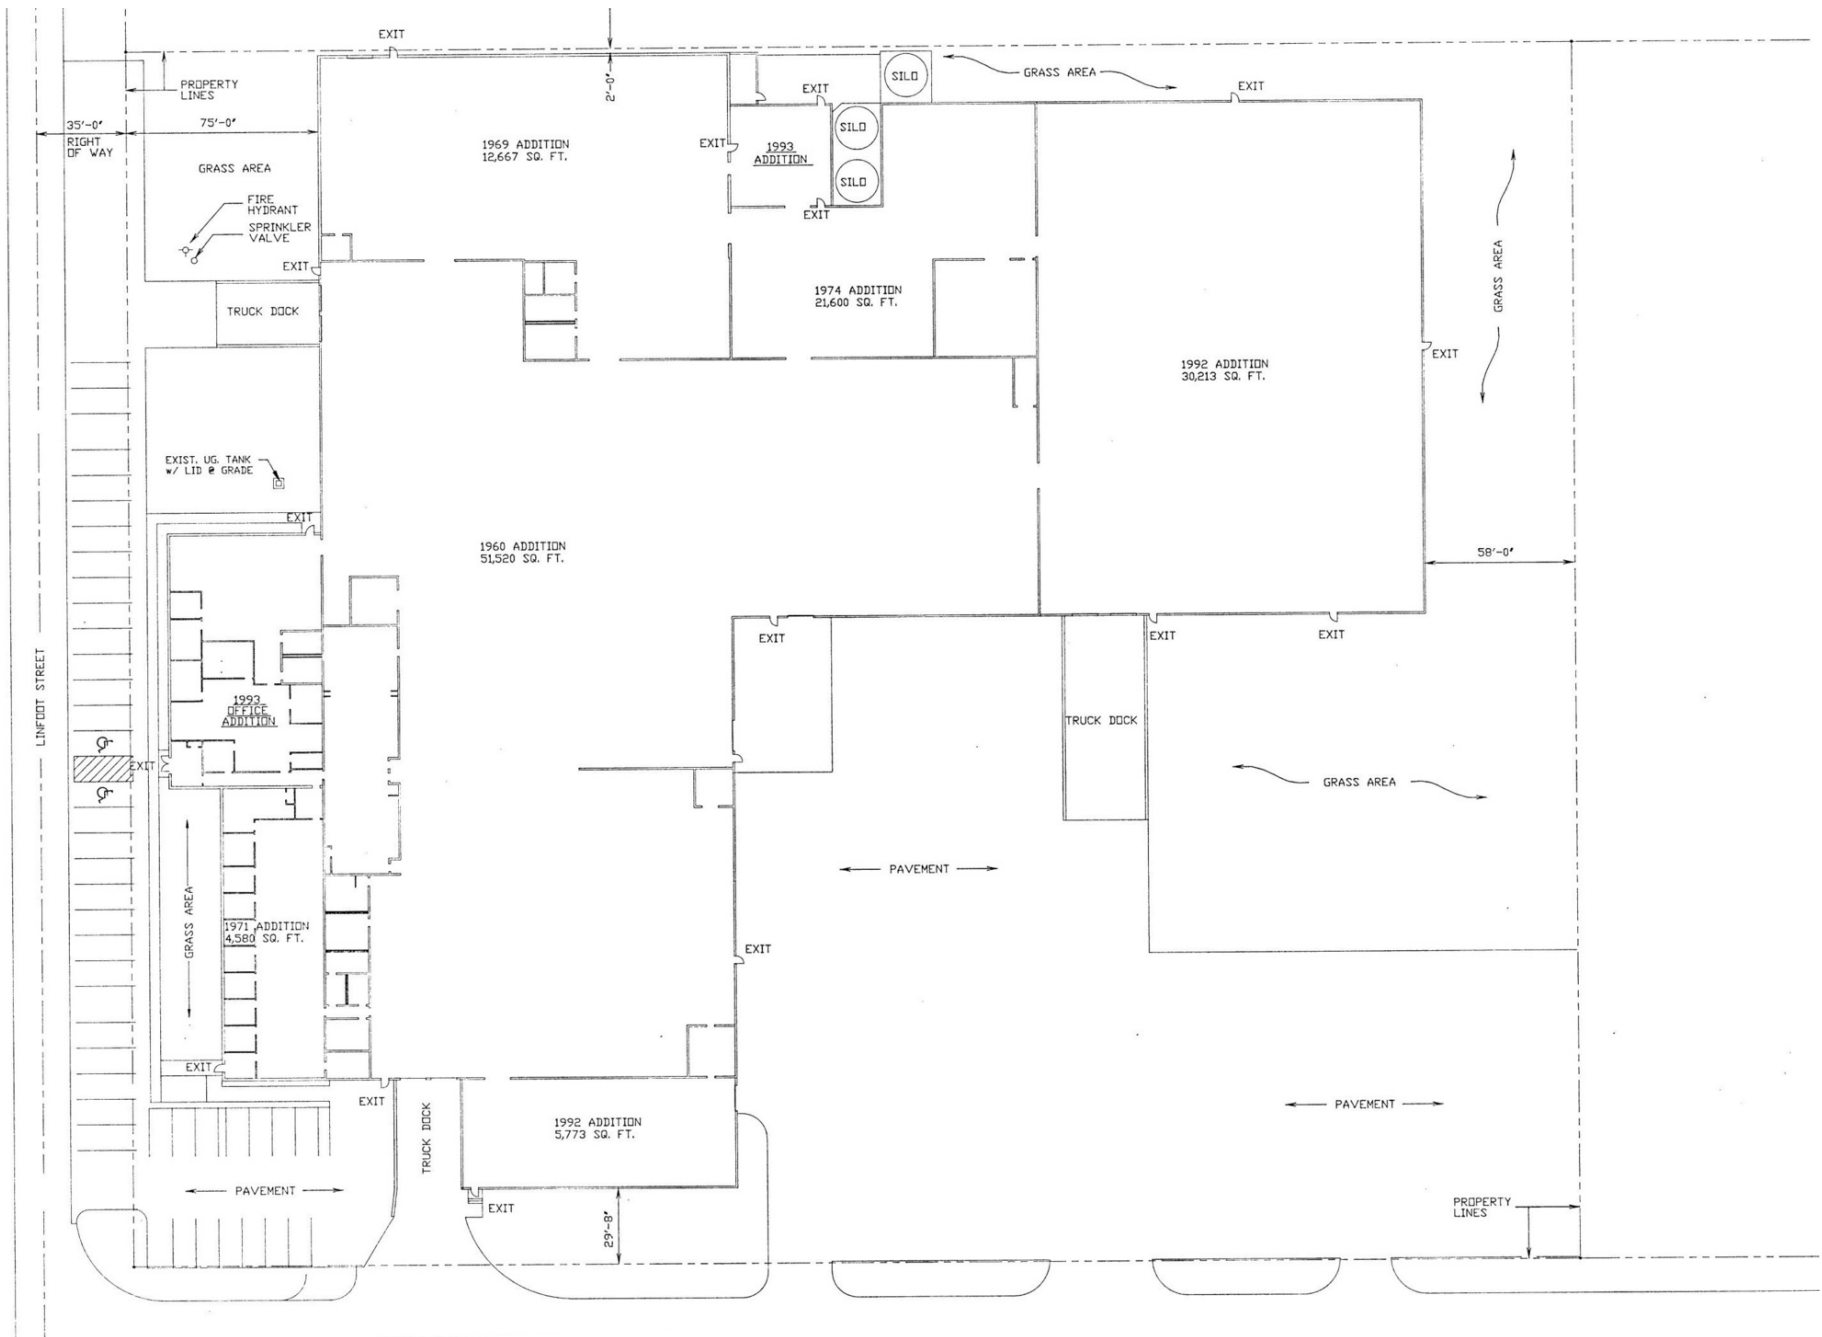 EXIT
PROPERTY
LINES
2'-0"
SILO
GRASS AREA
EXIT
EXIT
35'-0"
75'-0"
RIGHT
OF WAY
1969 ADDITION
12,667 SQ. FT.
EXIT
1993
ADDITION
SILO
SILO
GRASS AREA
FIRE
HYDRANT
SPRINKLER
VALVE
EXIT
EXIT
GRASS AREA
TRUCK DOCK
1974 ADDITION
21,600 SQ. FT.
EXIT
1992 ADDITION
30,213 SQ. FT.
EXIST. UG. TANK
w/ LID @ GRADE
EXIT
1960 ADDITION
51,520 SQ. FT.
58'-0"
EXIT
EXIT
EXIT
LINFOOT STREET
1993
OFFICE
ADDITION
TRUCK DOCK
EXIT
GRASS AREA
PAVEMENT
GRASS AREA
1971 ADDITION
4,580 SQ. FT.
EXIT
EXIT
EXIT
TRUCK DOCK
1992 ADDITION
5,773 SQ. FT.
PAVEMENT
PAVEMENT
EXIT
29'-8"
PROPERTY
LINES